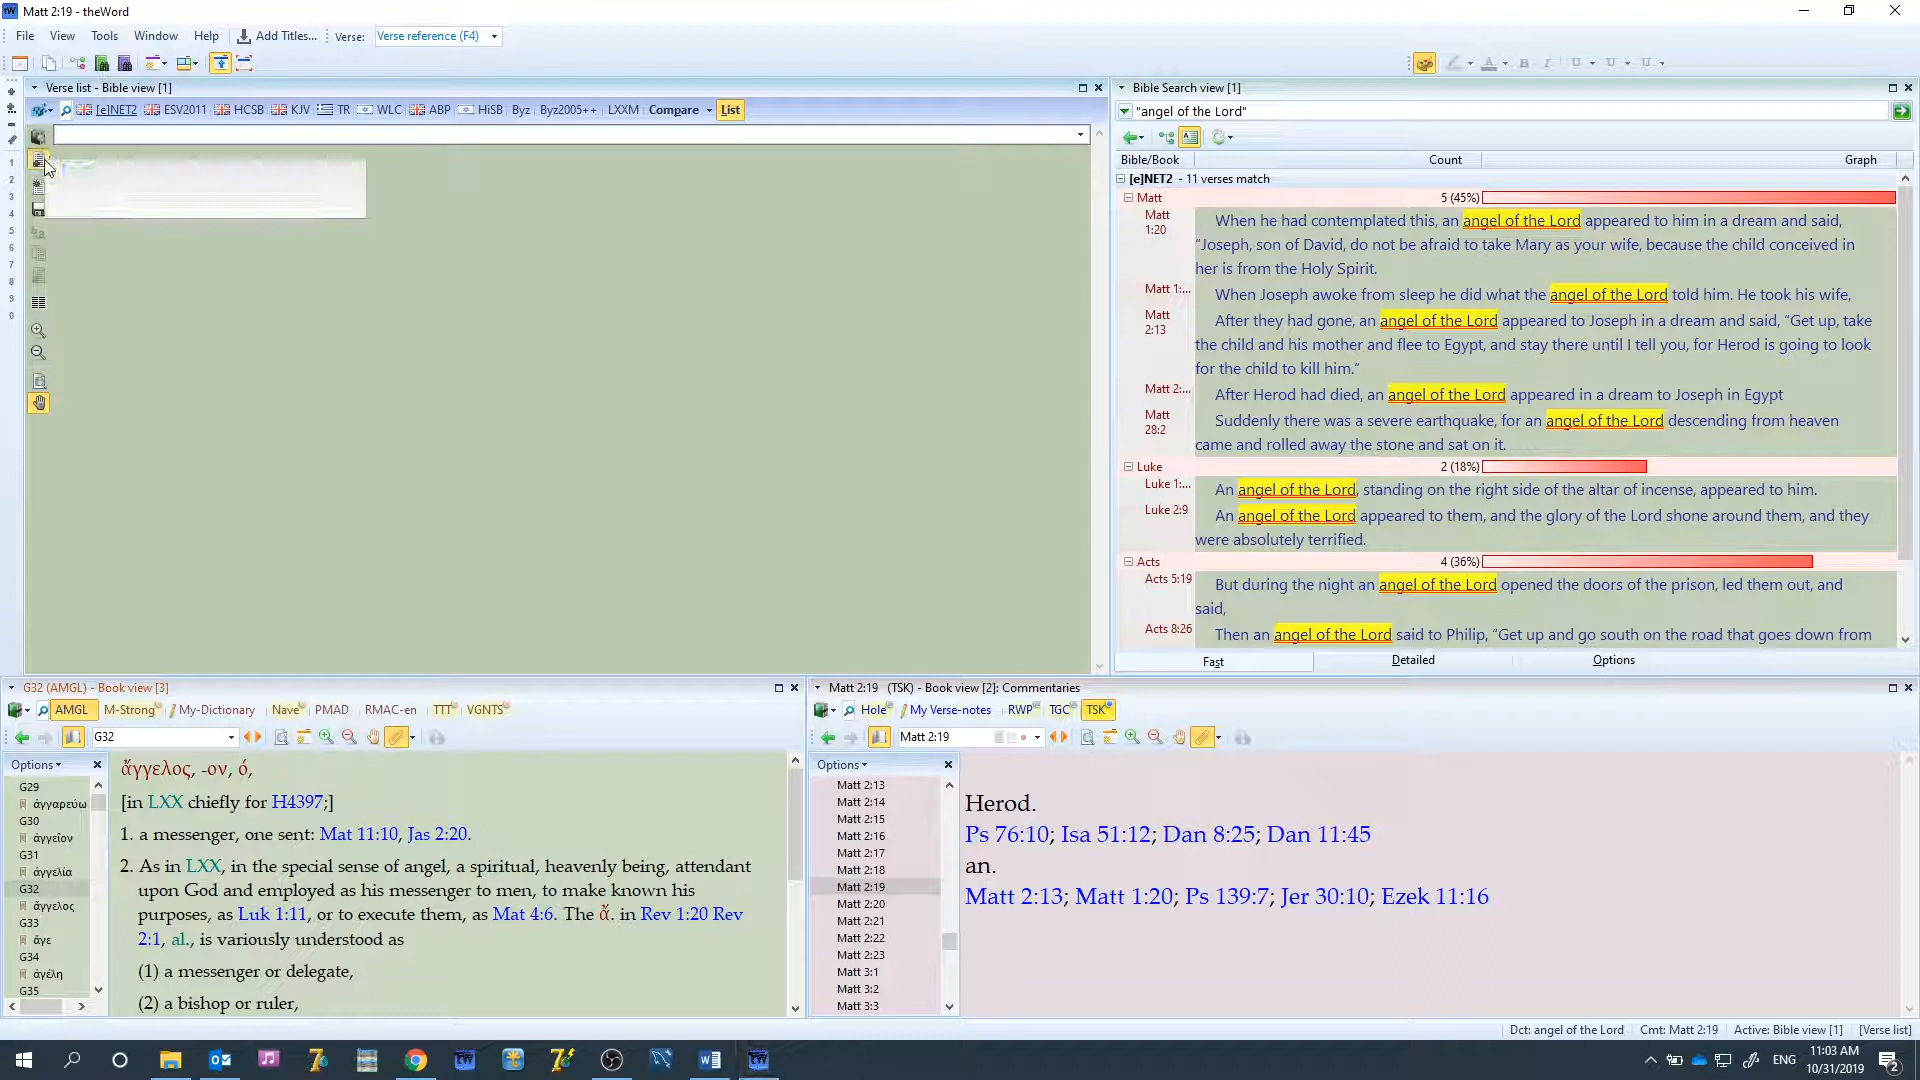 Matt 2:19 - theWord
File View Tools Window Help Add Titles... Verse: Verse reference (F4)
Verse list - Bible view [1]
[e]NET2 ESV2011 HCSB KJV TR WLC ABP HiSB Byz Byz2005++ LXXM Compare List
1
2
3
4
5
6
7
8
9
0
Bible Search view [1]
"angel of the Lord"
Bible/Book Count Graph
[e]NET2 - 11 verses match
Matt 5 (45%)
Matt 1:20 When he had contemplated this, an angel of the Lord appeared to him in a dream and said,
“Joseph, son of David, do not be afraid to take Mary as your wife, because the child conceived in
her is from the Holy Spirit.
Matt 1:... When Joseph awoke from sleep he did what the angel of the Lord told him. He took his wife,
Matt 2:13 After they had gone, an angel of the Lord appeared to Joseph in a dream and said, “Get up, take
the child and his mother and flee to Egypt, and stay there until I tell you, for Herod is going to look
for the child to kill him.”
Matt 2:... After Herod had died, an angel of the Lord appeared in a dream to Joseph in Egypt
Matt 28:2 Suddenly there was a severe earthquake, for an angel of the Lord descending from heaven
came and rolled away the stone and sat on it.
Luke 2 (18%)
Luke 1:... An angel of the Lord, standing on the right side of the altar of incense, appeared to him.
Luke 2:9 An angel of the Lord appeared to them, and the glory of the Lord shone around them, and they
were absolutely terrified.
Acts 4 (36%)
Acts 5:19 But during the night an angel of the Lord opened the doors of the prison, led them out, and
said,
Acts 8:26 Then an angel of the Lord said to Philip, “Get up and go south on the road that goes down from
Fast Detailed Options
G32 (AMGL) - Book view [3]
AMGL M-Strong My-Dictionary Nave PMAD RMAC-en TTT VGNTS
G32
Options
G29
ἀγγαρεύω
G30
ἀγγεῖον
G31
ἀγγελία
G32
ἄγγελος
G33
ἄγε
G34
ἀγέλη
G35
ἄγγελος, -ον, ὁ,
[in LXX chiefly for H4397;]
1. a messenger, one sent: Mat 11:10, Jas 2:20.
2. As in LXX, in the special sense of angel, a spiritual, heavenly being, attendant
upon God and employed as his messenger to men, to make known his
purposes, as Luk 1:11, or to execute them, as Mat 4:6. The ἄ. in Rev 1:20 Rev
2:1, al., is variously understood as
(1) a messenger or delegate,
(2) a bishop or ruler,
Matt 2:19 (TSK) - Book view [2]: Commentaries
Hole My Verse-notes RWP TGC TSK
Matt 2:19
Options
Matt 2:13
Matt 2:14
Matt 2:15
Matt 2:16
Matt 2:17
Matt 2:18
Matt 2:19
Matt 2:20
Matt 2:21
Matt 2:22
Matt 2:23
Matt 3:1
Matt 3:2
Matt 3:3
Herod.
Ps 76:10; Isa 51:12; Dan 8:25; Dan 11:45
an.
Matt 2:13; Matt 1:20; Ps 139:7; Jer 30:10; Ezek 11:16
Dct: angel of the Lord Cmt: Matt 2:19 Active: Bible view [1] [Verse list]
ENG 11:03 AM
10/31/2019
2